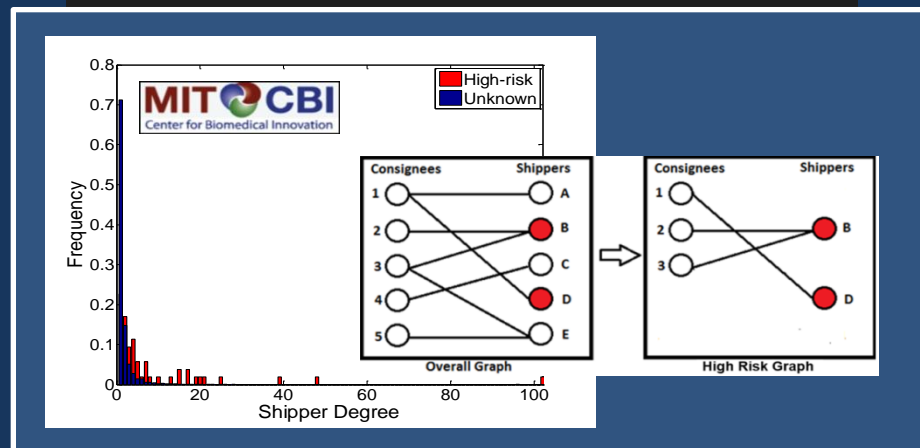 Frequency
0.8
0.7
0.6
0.5
0.4
0.3
0.2
0.1
0
MIT CBI
Center for Biomedical Innovation
High-risk
Unknown
0 20 40 60 80 100
Shipper Degree
Consignees Shippers
1 A
2 B
3 C
4 D
5 E
Overall Graph
Consignees Shippers
1
2 B
3
D
High Risk Graph